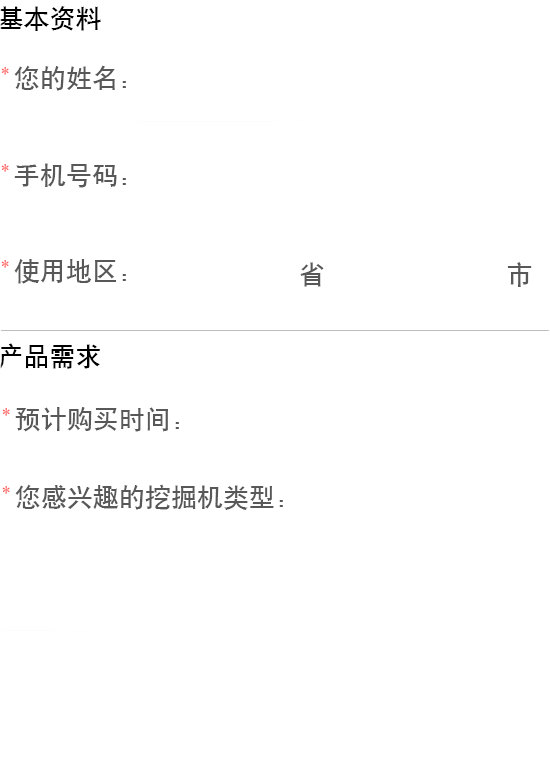 基本资料
*您的姓名：
*手机号码：
*使用地区： 省 市
产品需求
*预计购买时间：
*您感兴趣的挖掘机类型：